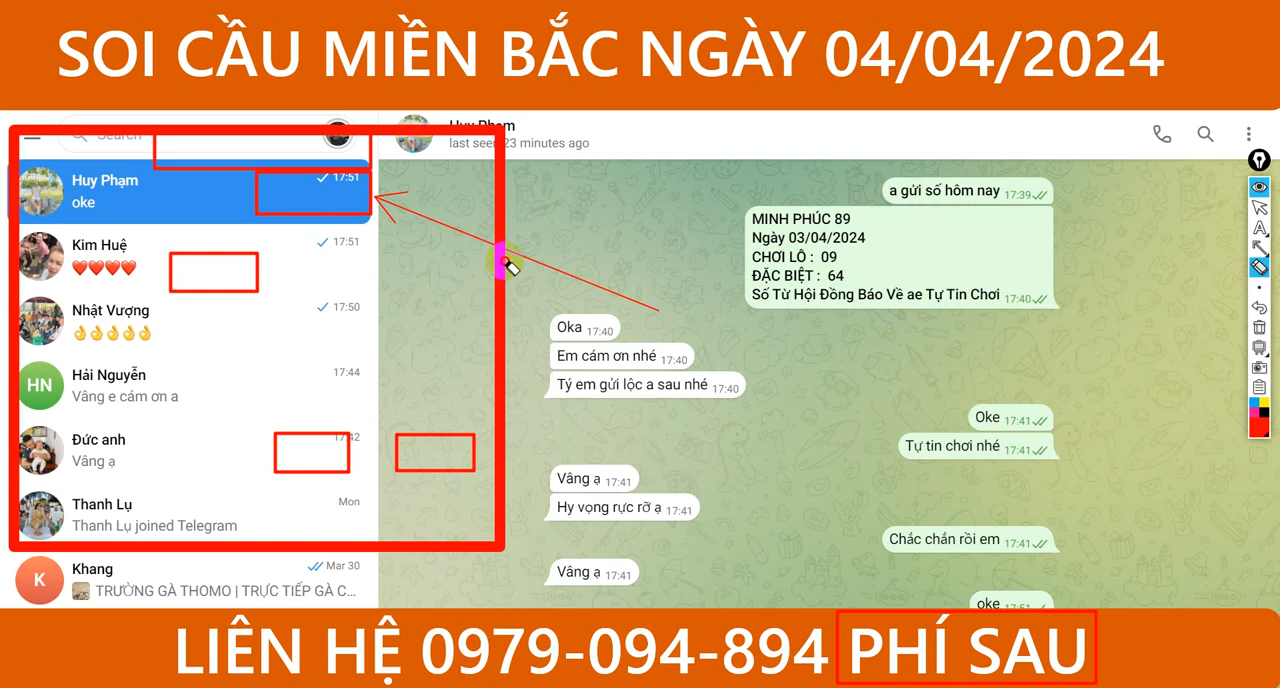 SOI CẦU MIỀN BẮC NGÀY 04/04/2024
Search
Huy Phạm
17:51
oke
Kim Huệ
17:51
Nhật Vượng
17:50
HN
Hải Nguyễn
17:44
Vâng e cám ơn a
Đức anh
17:42
Vâng ạ
Thanh Lụ
Mon
Thanh Lụ joined Telegram
K
Khang
Mar 30
TRƯỜNG GÀ THOMO | TRỰC TIẾP GÀ C...
Huy Phạm
last seen 23 minutes ago
a gửi số hôm nay 17:39
MINH PHÚC 89
Ngày 03/04/2024
CHƠI LÔ : 09
ĐẶC BIỆT : 64
Số Từ Hội Đồng Báo Về ae Tự Tin Chơi 17:40
Oka 17:40
Em cám ơn nhé 17:40
Tý em gửi lộc a sau nhé 17:40
Oke 17:41
Tự tin chơi nhé 17:41
Vâng ạ 17:41
Hy vọng rực rỡ ạ 17:41
Chắc chắn rồi em 17:41
Vâng ạ 17:41
oke 17:51
LIÊN HỆ 0979-094-894 PHÍ SAU